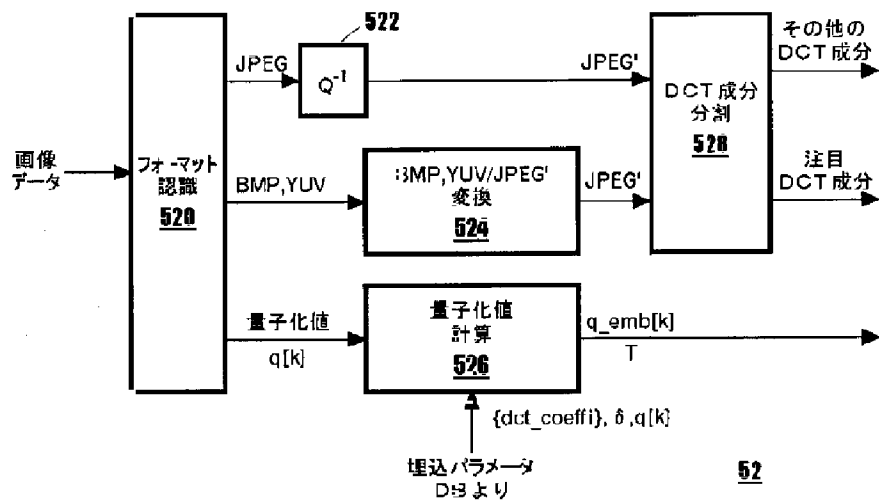 522
その他の
DCT成分
JPEG
Q⁻¹
JPEG'
DCT成分
分割
528
画像
データ
フォーマット
認識
520
BMP,YUV
BMP,YUV/JPEG'
変換
524
JPEG'
注目
DCT成分
量子化値
q[k]
量子化値
計算
526
q_emb[k]
T
{dct_coeffi}, δ ,q[k]
埋込パラメータ
DBより
52